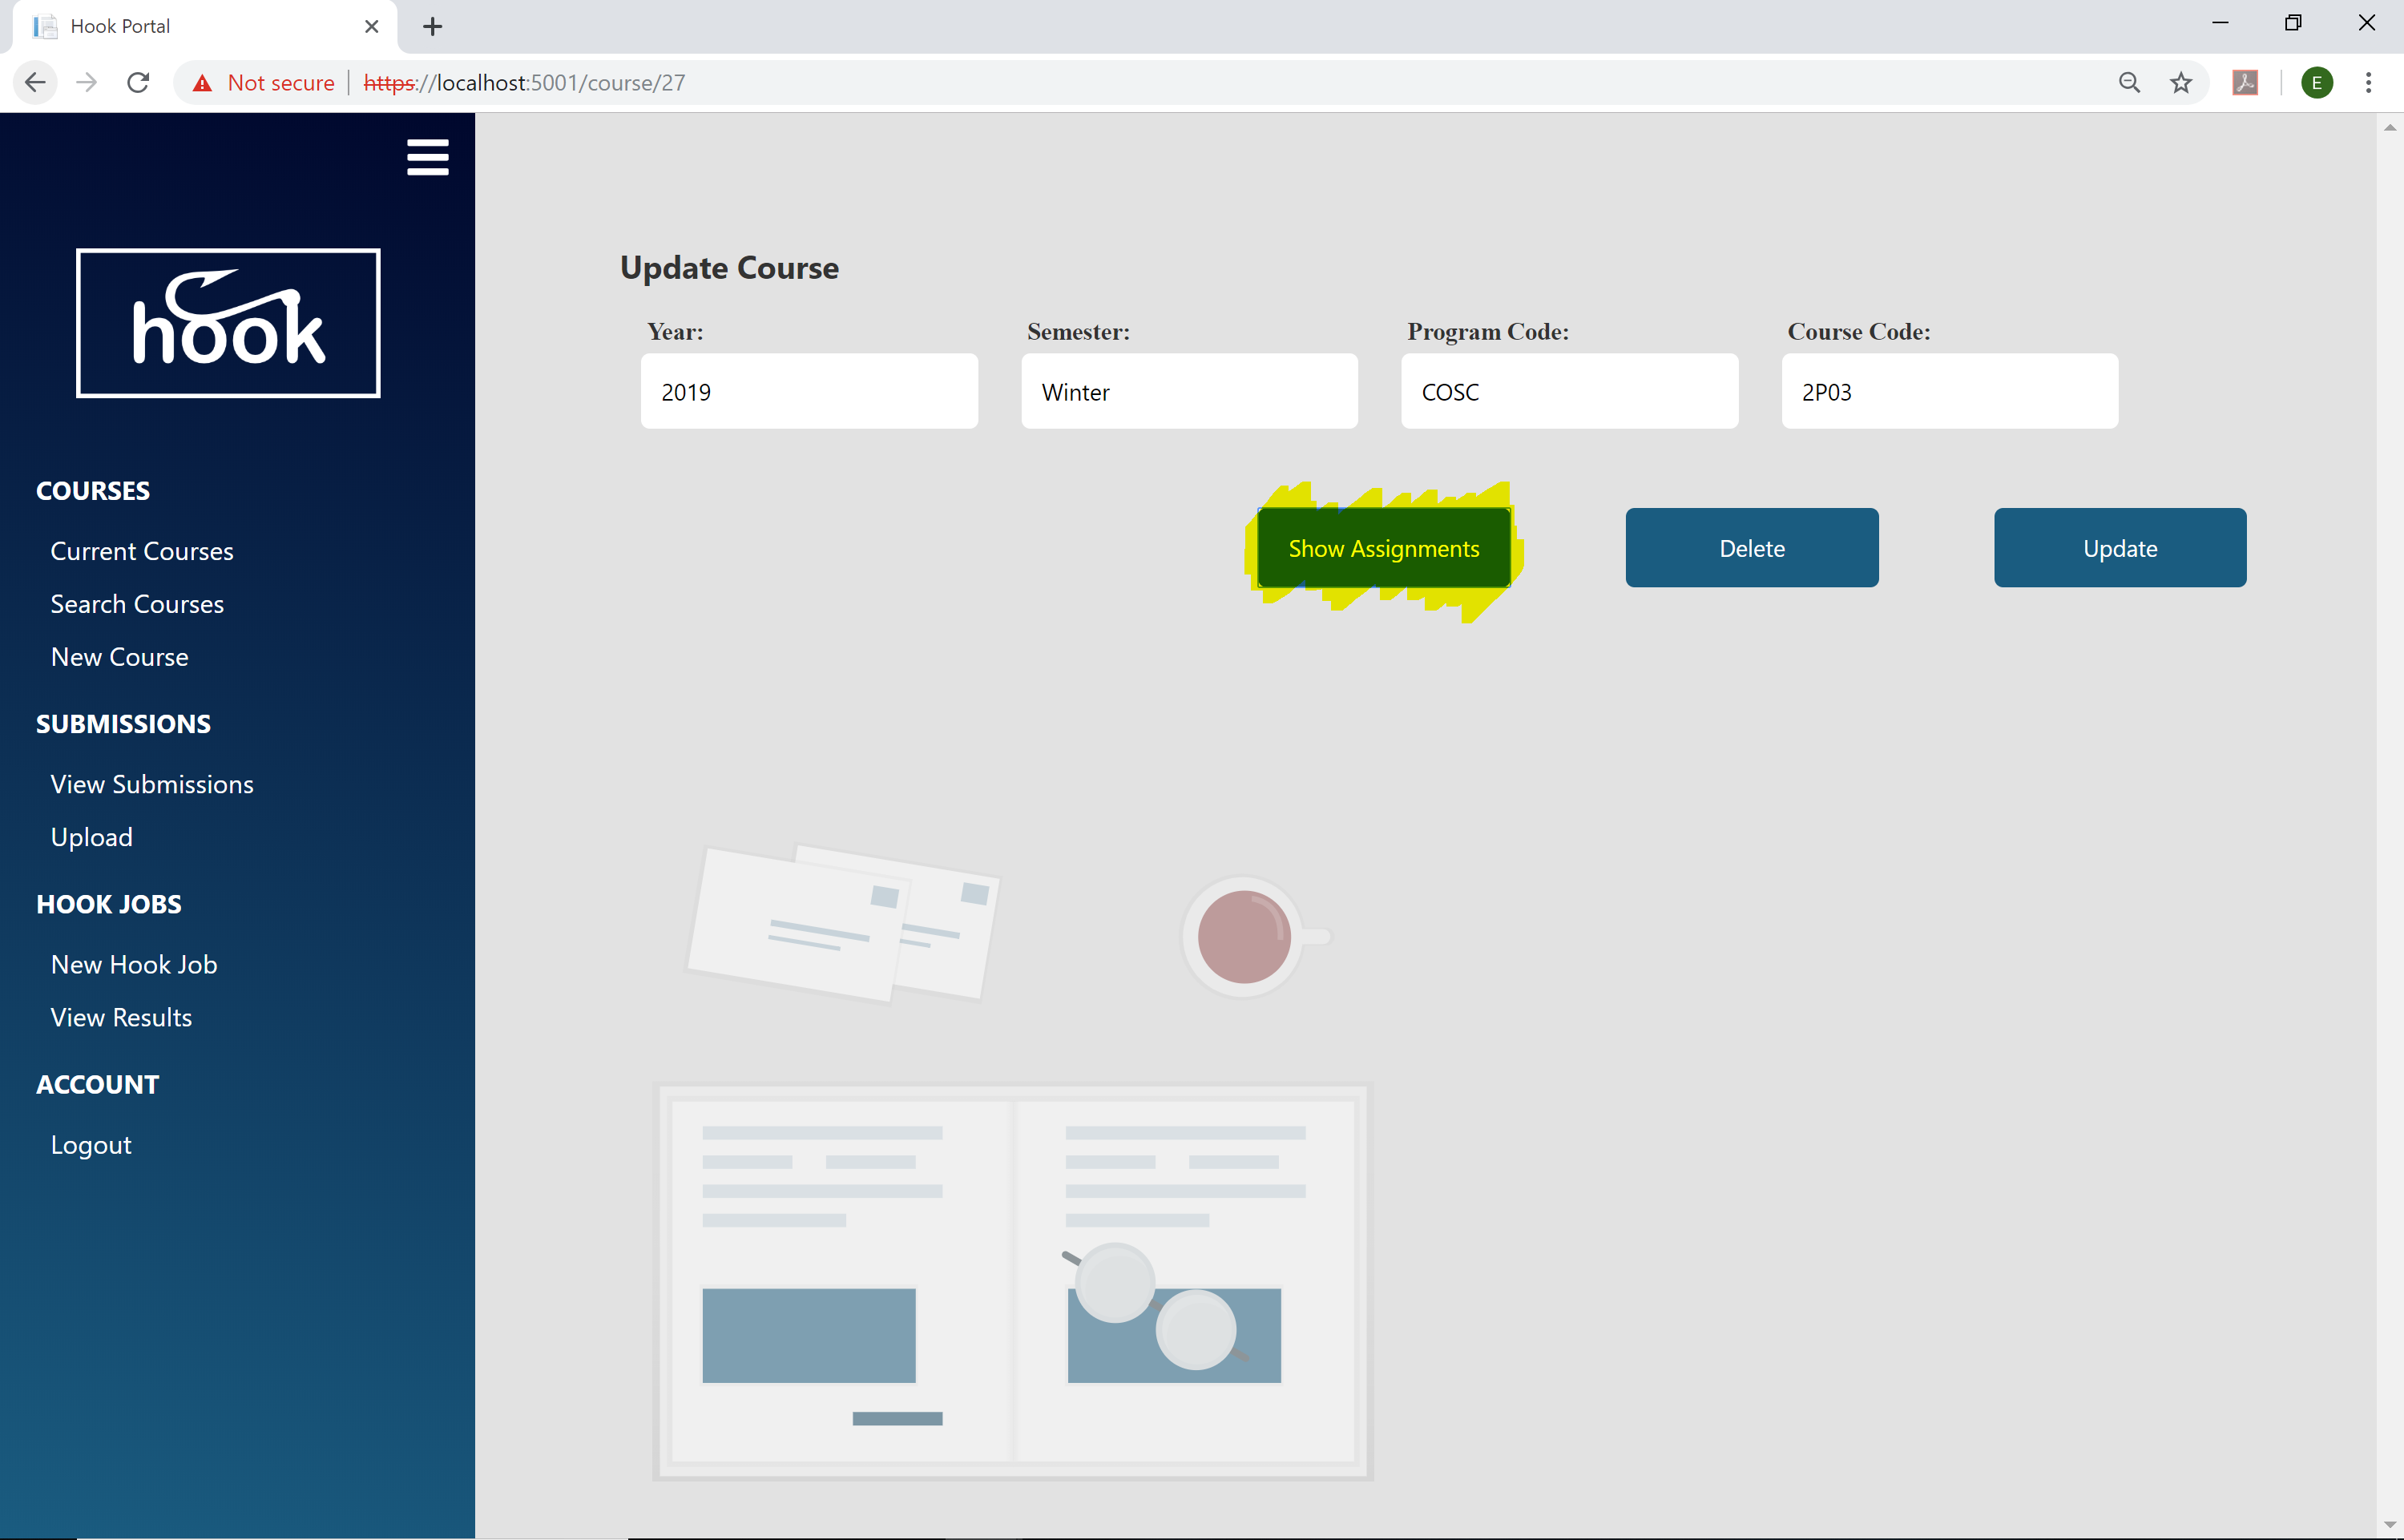 Hook Portal
Not secure | https://localhost:5001/course/27
E
hook
COURSES
Current Courses
Search Courses
New Course
SUBMISSIONS
View Submissions
Upload
HOOK JOBS
New Hook Job
View Results
ACCOUNT
Logout
Update Course
Year: Semester: Program Code: Course Code:
2019 Winter COSC 2P03
Show Assignments Delete Update